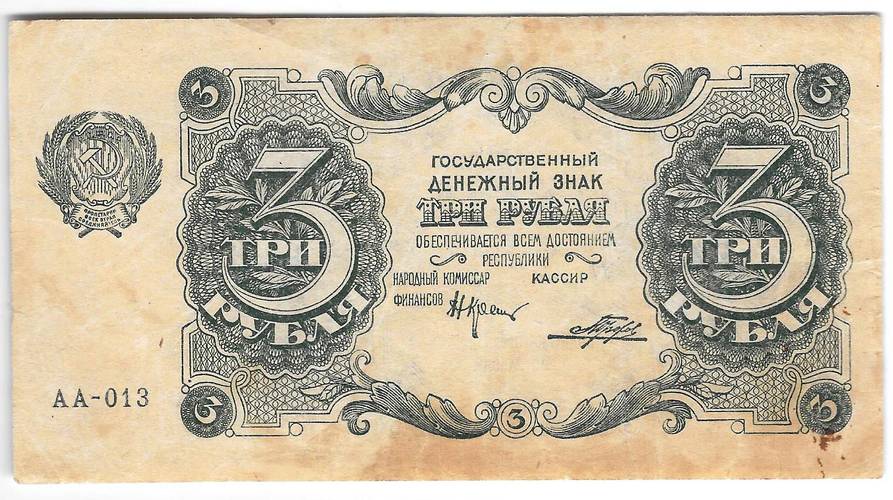 3
3
ГОСУДАРСТВЕННЫЙ
ДЕНЕЖНЫЙ ЗНАК
ТРИ РУБЛЯ
ОБЕСПЕЧИВАЕТСЯ ВСЕМ ДОСТОЯНИЕМ
РЕСПУБЛИКИ
НАРОДНЫЙ КОМИССАР
ФИНАНСОВ
КАССИР
3
ТРИ
РУБЛЯ
3
ТРИ
РУБЛЯ
АА-013
3
3
3